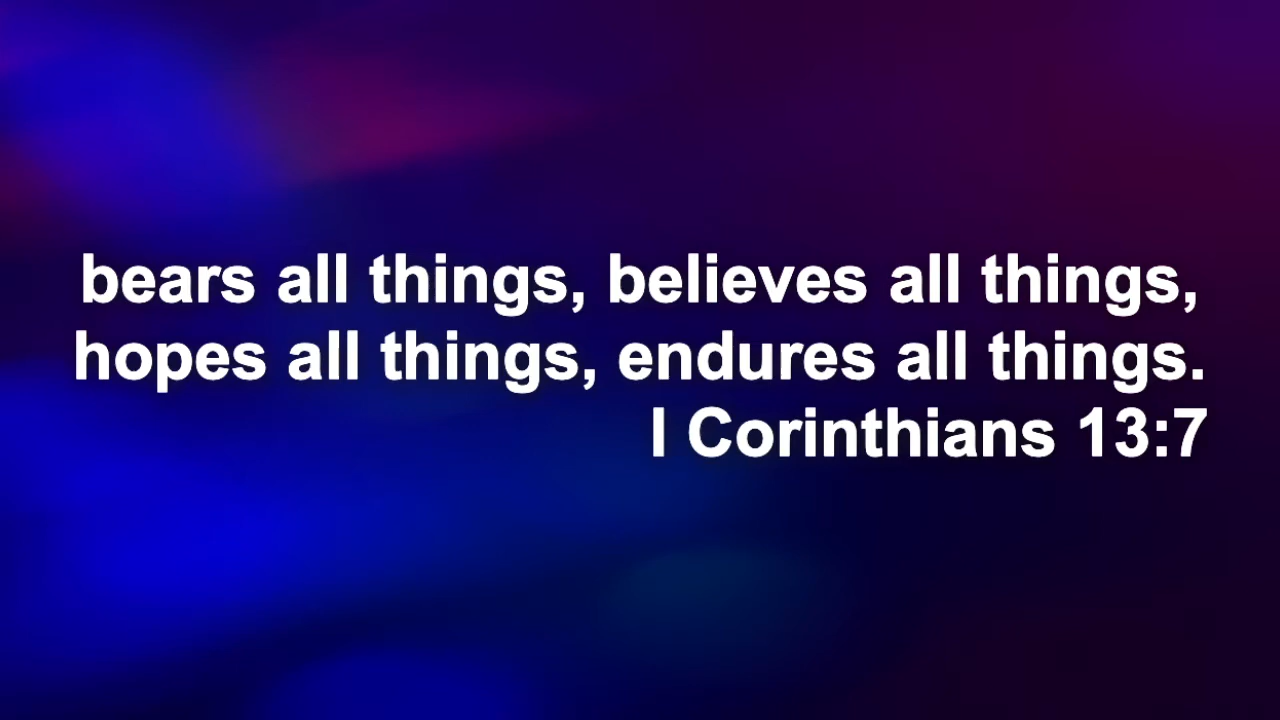 bears all things, believes all things,
hopes all things, endures all things.
I Corinthians 13:7